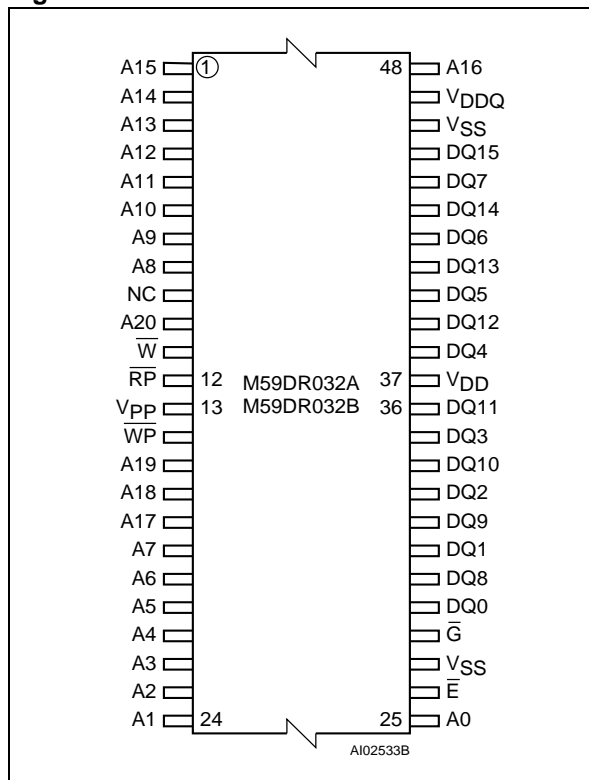 A15 1 48 A16
A14 VDDQ
A13 VSS
A12 DQ15
A11 DQ7
A10 DQ14
A9 DQ6
A8 DQ13
NC DQ5
A20 DQ12
W̅ DQ4
R̅P̅ 12 M59DR032A 37 VDD
VPP 13 M59DR032B 36 DQ11
W̅P̅ DQ3
A19 DQ10
A18 DQ2
A17 DQ9
A7 DQ1
A6 DQ8
A5 DQ0
A4 G̅
A3 VSS
A2 E̅
A1 24 25 A0
AI02533B